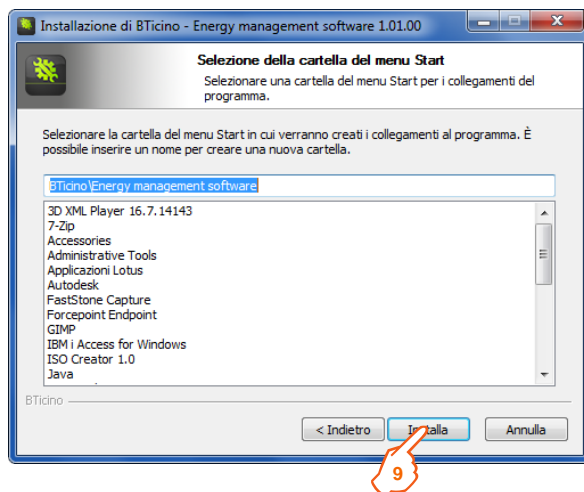 Installazione di BTicino - Energy management software 1.01.00
Selezione della cartella del menu Start
Selezionare una cartella del menu Start per i collegamenti del
programma.
Selezionare la cartella del menu Start in cui verranno creati i collegamenti al programma. È
possibile inserire un nome per creare una nuova cartella.
BTicino\Energy management software
3D XML Player 16.7.14143
7-Zip
Accessories
Administrative Tools
Applicazioni Lotus
Autodesk
FastStone Capture
Forcepoint Endpoint
GIMP
IBM i Access for Windows
ISO Creator 1.0
Java
BTicino
< Indietro
Installa
Annulla
9